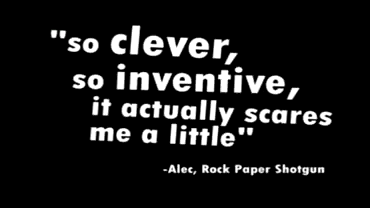 "so clever,
so inventive,
it actually scares
me a little"
-Alec, Rock Paper Shotgun